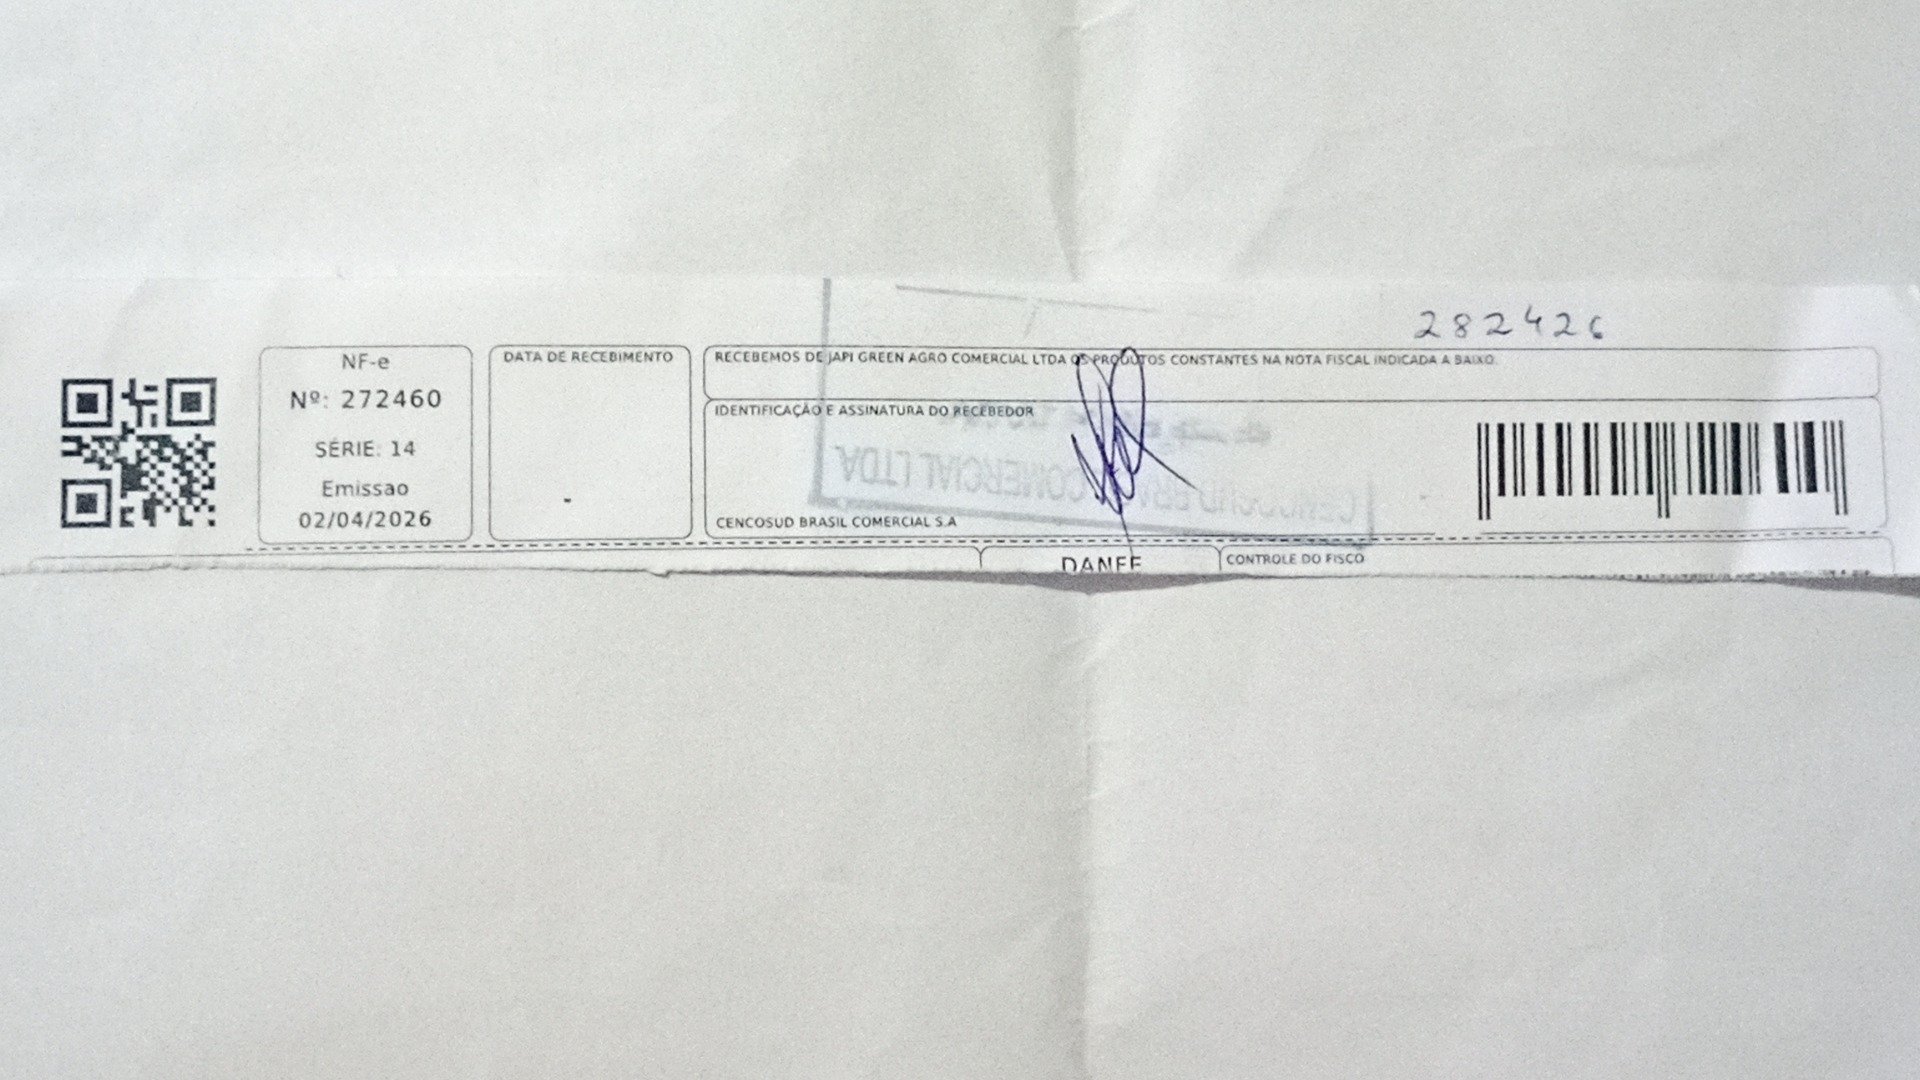 282426
NF-e
Nº: 272460
SÉRIE: 14
Emissao
02/04/2026
DATA DE RECEBIMENTO
-
RECEBEMOS DE JAPI GREEN AGRO COMERCIAL LTDA OS PRODUTOS CONSTANTES NA NOTA FISCAL INDICADA A BAIXO.
IDENTIFICAÇÃO E ASSINATURA DO RECEBEDOR
COMERCIAL LTDA
CENCOSUD BRASIL COMERCIAL S.A
DANFE
CONTROLE DO FISCO